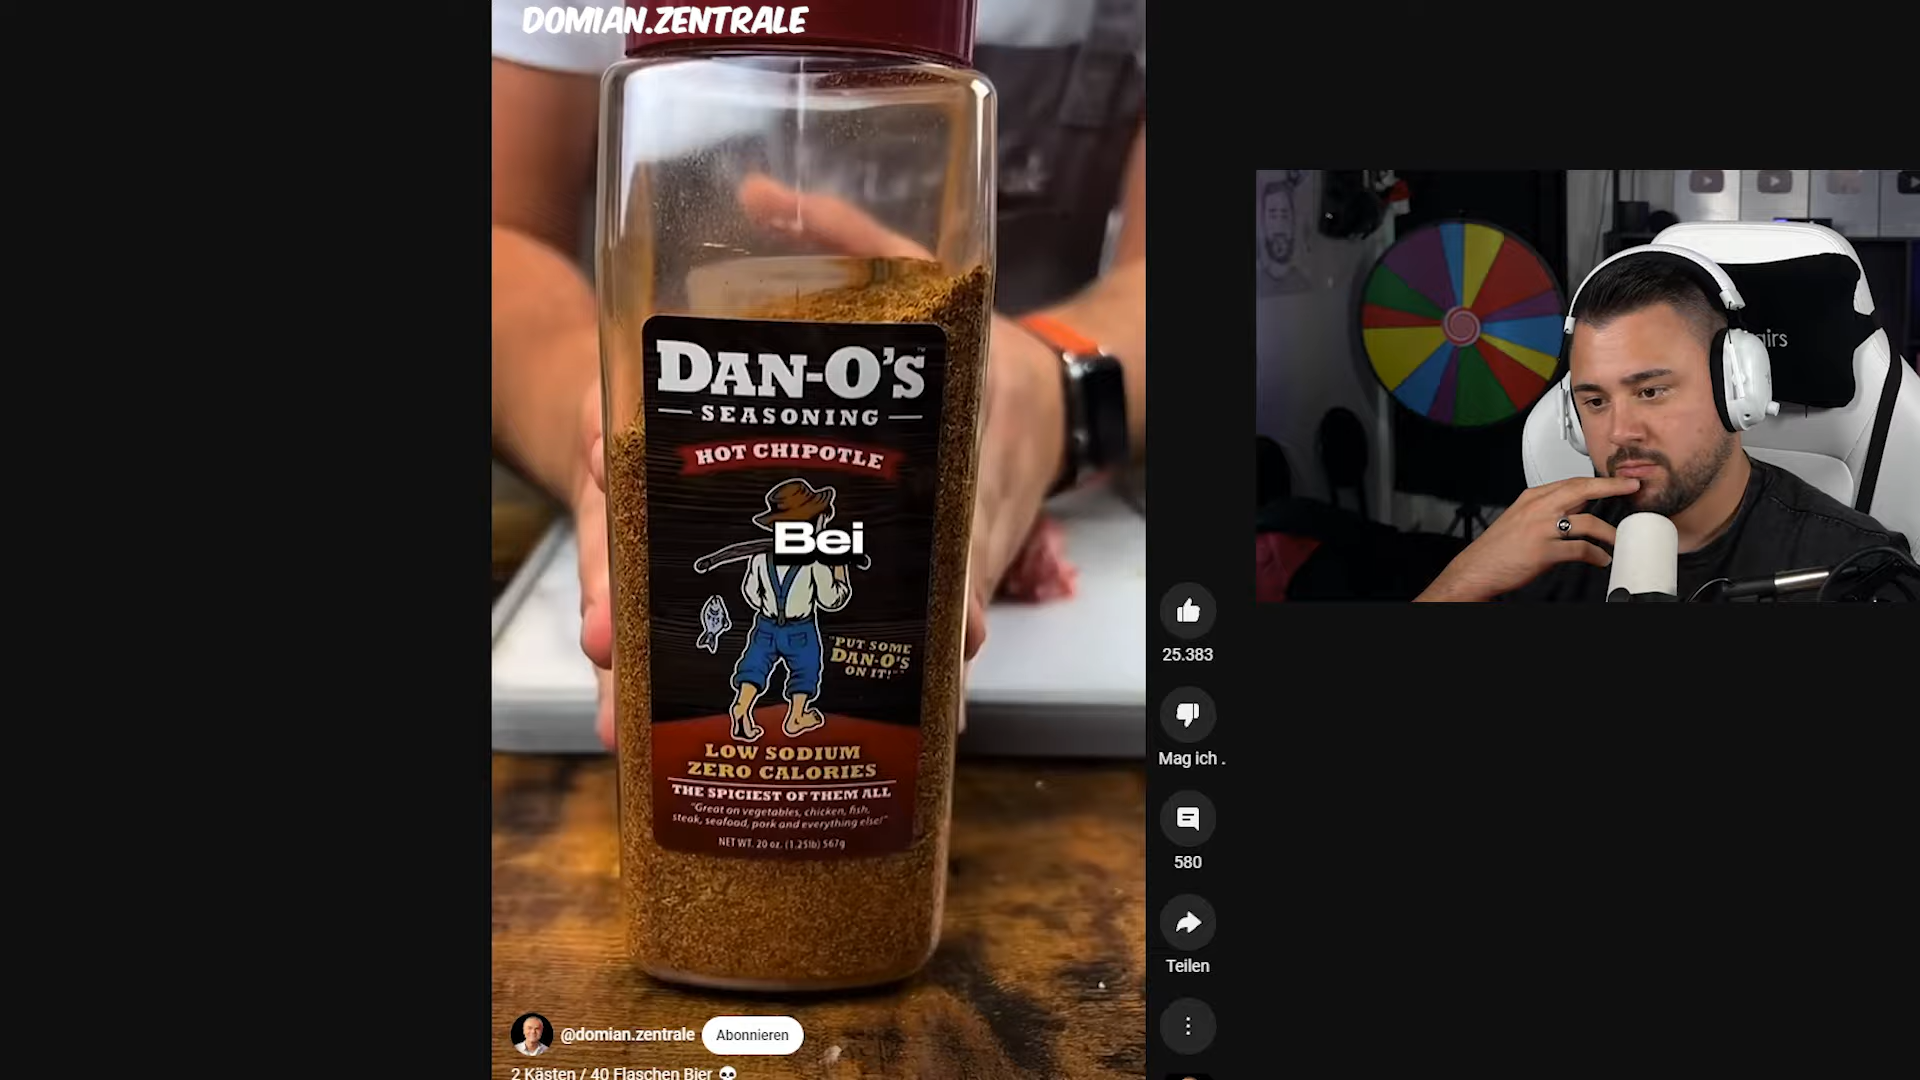 DOMIAN.ZENTRALE
DAN-O'S
SEASONING
HOT CHIPOTLE
Bei
"PUT SOME
DAN-O'S
ON IT!"
LOW SODIUM
ZERO CALORIES
THE SPICIEST OF THEM ALL
"Great on vegetables, chicken, fish,
steak, seafood, pork and everything else!"
NET WT. 20 oz. (1.25lb) 567g
25.383
Mag ich .
580
Teilen
@domian.zentrale
Abonnieren
2 Kästen / 40 Flaschen Bier 💀